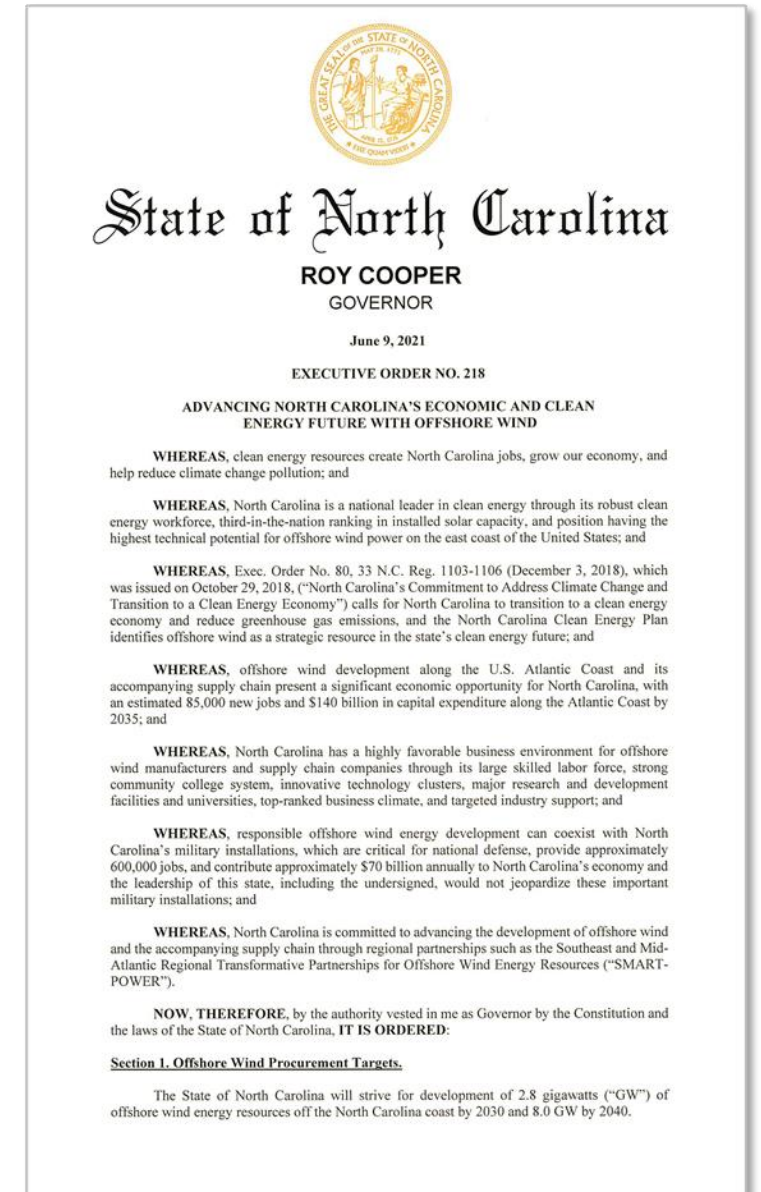 THE GREAT SEAL OF THE STATE OF NORTH CAROLINA
MAY 20, 1775
APRIL 12, 1776
ESSE QUAM VIDERI
State of North Carolina
ROY COOPER
GOVERNOR
June 9, 2021
EXECUTIVE ORDER NO. 218
ADVANCING NORTH CAROLINA'S ECONOMIC AND CLEAN
ENERGY FUTURE WITH OFFSHORE WIND
WHEREAS, clean energy resources create North Carolina jobs, grow our economy, and
help reduce climate change pollution; and
WHEREAS, North Carolina is a national leader in clean energy through its robust clean
energy workforce, third-in-the-nation ranking in installed solar capacity, and position having the
highest technical potential for offshore wind power on the east coast of the United States; and
WHEREAS, Exec. Order No. 80, 33 N.C. Reg. 1103-1106 (December 3, 2018), which
was issued on October 29, 2018, ("North Carolina's Commitment to Address Climate Change and
Transition to a Clean Energy Economy") calls for North Carolina to transition to a clean energy
economy and reduce greenhouse gas emissions, and the North Carolina Clean Energy Plan
identifies offshore wind as a strategic resource in the state's clean energy future; and
WHEREAS, offshore wind development along the U.S. Atlantic Coast and its
accompanying supply chain present a significant economic opportunity for North Carolina, with
an estimated 85,000 new jobs and $140 billion in capital expenditure along the Atlantic Coast by
2035; and
WHEREAS, North Carolina has a highly favorable business environment for offshore
wind manufacturers and supply chain companies through its large skilled labor force, strong
community college system, innovative technology clusters, major research and development
facilities and universities, top-ranked business climate, and targeted industry support; and
WHEREAS, responsible offshore wind energy development can coexist with North
Carolina's military installations, which are critical for national defense, provide approximately
600,000 jobs, and contribute approximately $70 billion annually to North Carolina's economy and
the leadership of this state, including the undersigned, would not jeopardize these important
military installations; and
WHEREAS, North Carolina is committed to advancing the development of offshore wind
and the accompanying supply chain through regional partnerships such as the Southeast and Mid-
Atlantic Regional Transformative Partnerships for Offshore Wind Energy Resources ("SMART-
POWER").
NOW, THEREFORE, by the authority vested in me as Governor by the Constitution and
the laws of the State of North Carolina, IT IS ORDERED:
Section 1. Offshore Wind Procurement Targets.
The State of North Carolina will strive for development of 2.8 gigawatts ("GW") of
offshore wind energy resources off the North Carolina coast by 2030 and 8.0 GW by 2040.